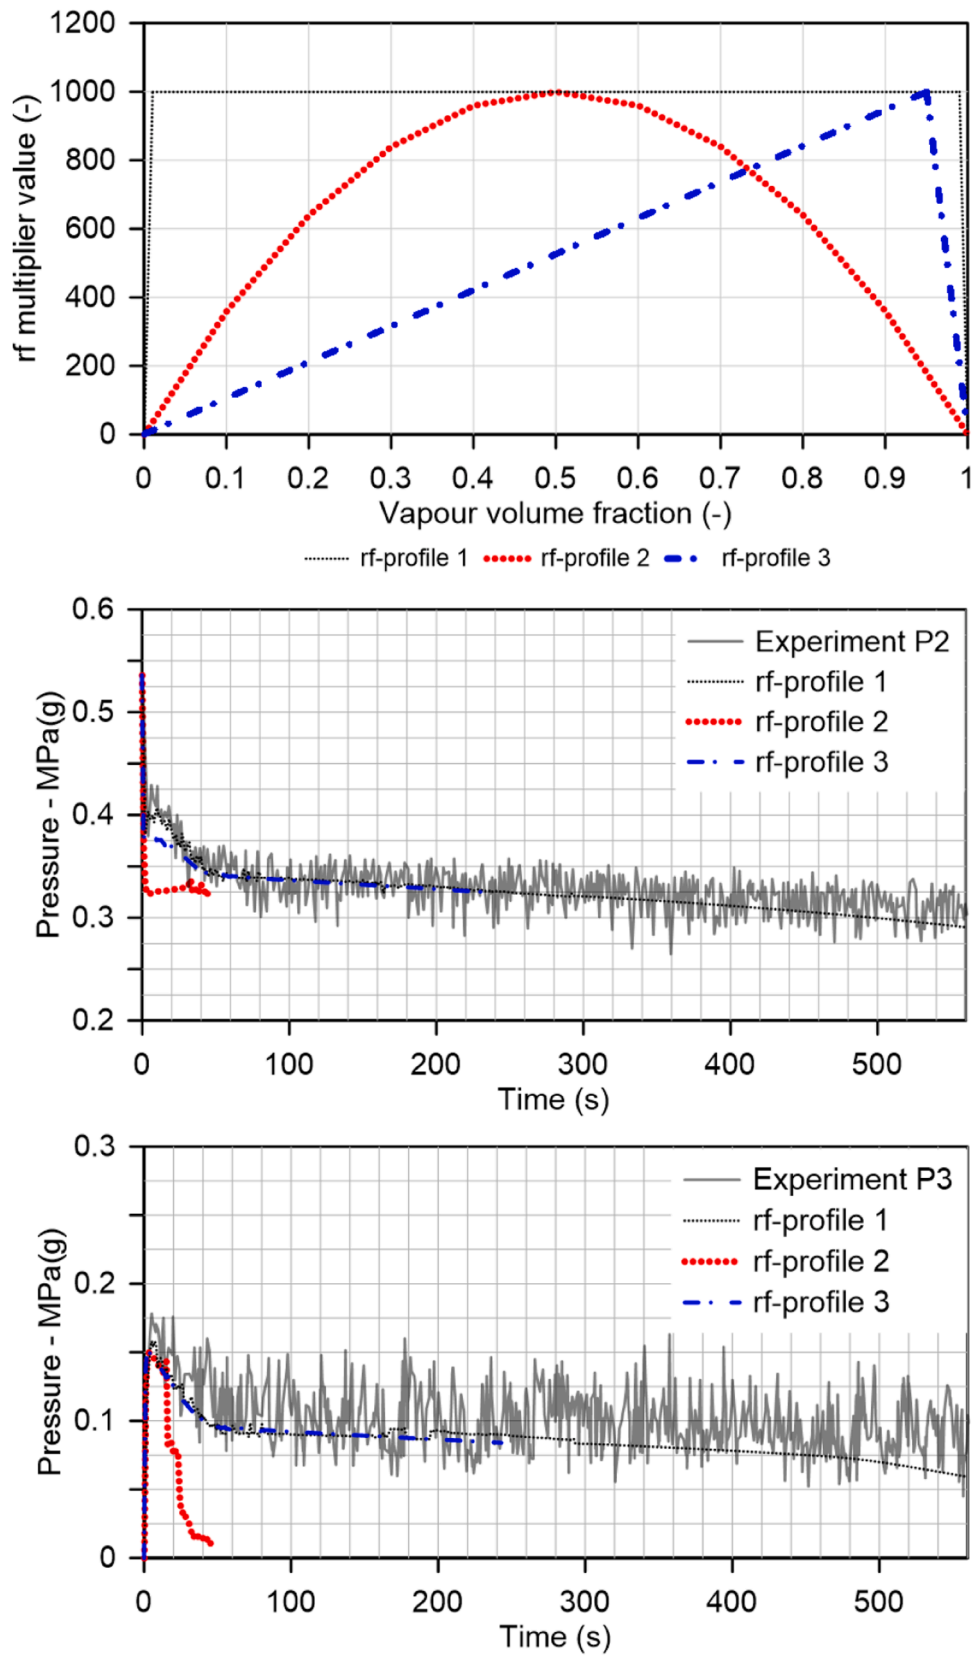 1200
1000
800
600
400
200
0
rf multiplier value (-)
0 0.1 0.2 0.3 0.4 0.5 0.6 0.7 0.8 0.9 1
Vapour volume fraction (-)
rf-profile 1 rf-profile 2 rf-profile 3
0.6
0.5
0.4
0.3
0.2
Pressure - MPa(g)
Experiment P2
rf-profile 1
rf-profile 2
rf-profile 3
0 100 200 300 400 500
Time (s)
0.3
0.2
0.1
0
Pressure - MPa(g)
Experiment P3
rf-profile 1
rf-profile 2
rf-profile 3
0 100 200 300 400 500
Time (s)